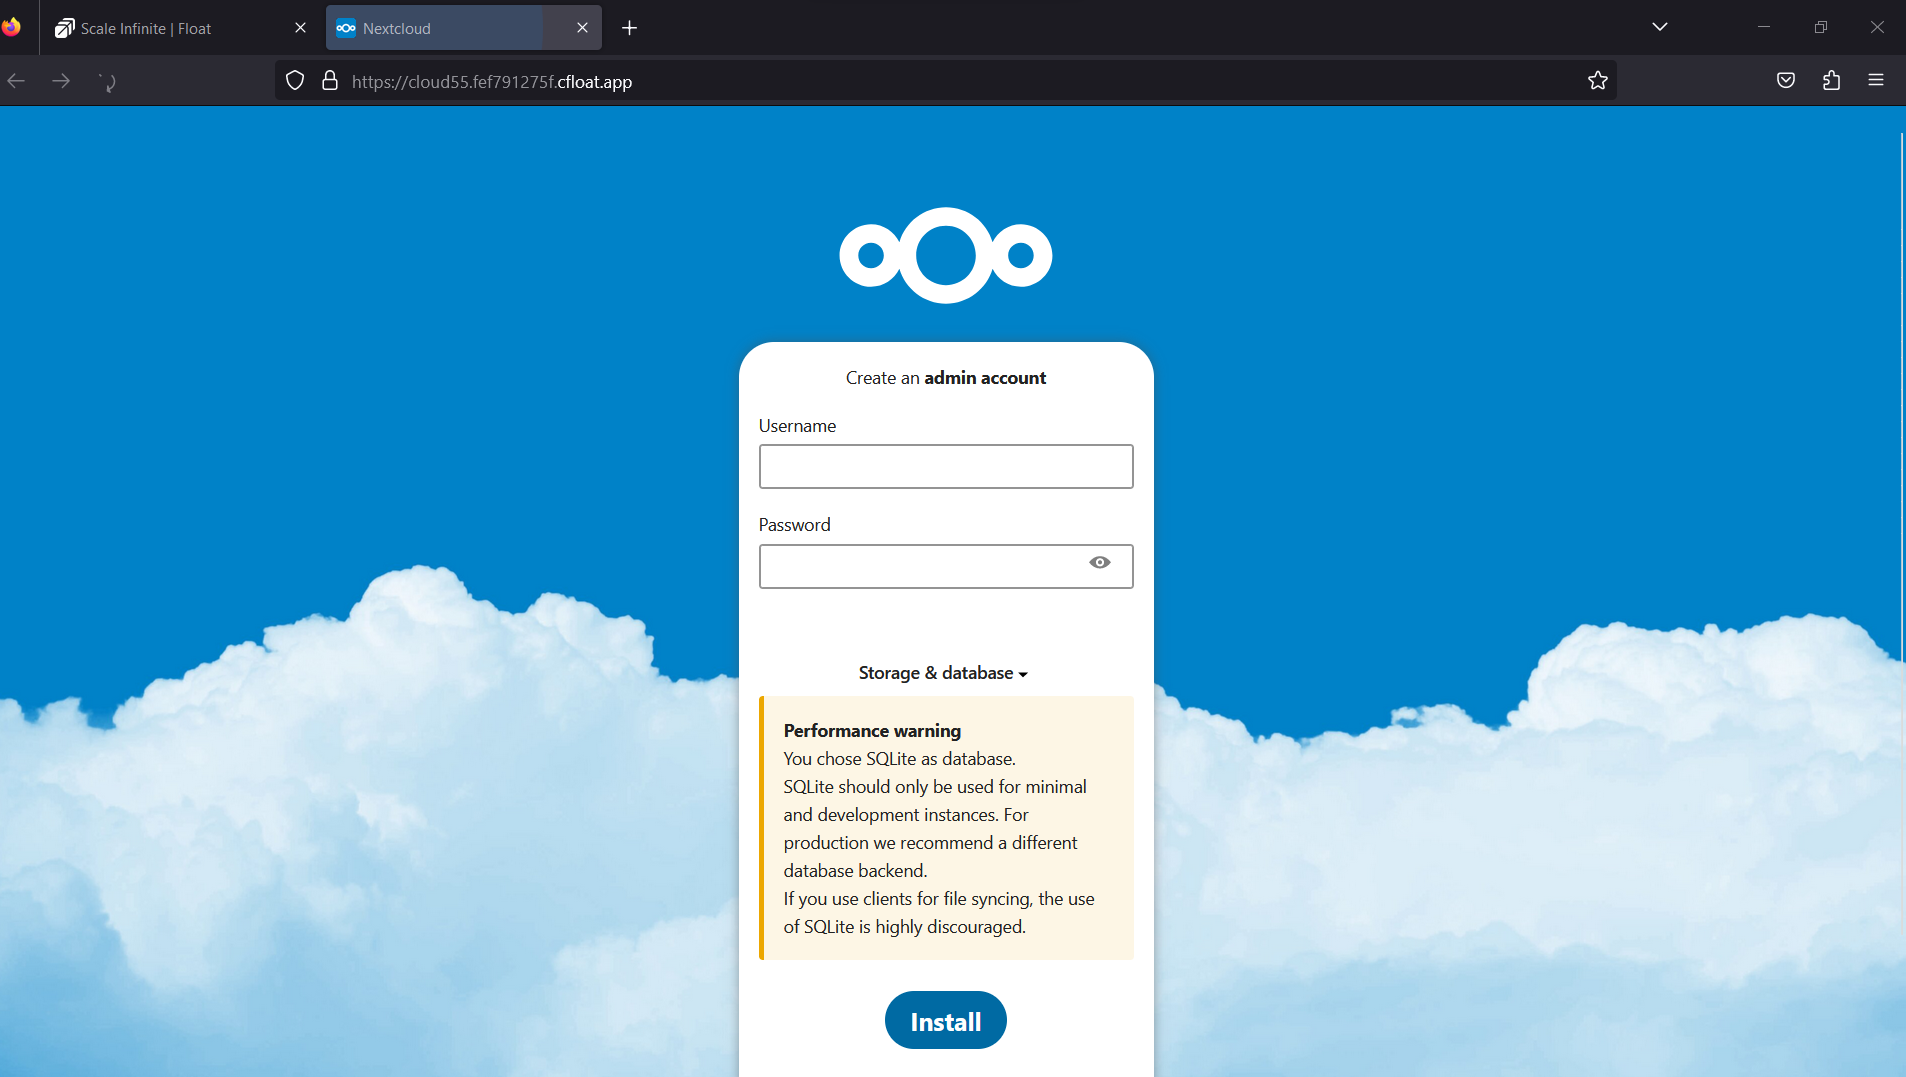 Scale Infinite | Float
Nextcloud
https://cloud55.fef791275f.cfloat.app
Create an admin account
Username
Password
Storage & database
Performance warning
You chose SQLite as database.
SQLite should only be used for minimal
and development instances. For
production we recommend a different
database backend.
If you use clients for file syncing, the use
of SQLite is highly discouraged.
Install